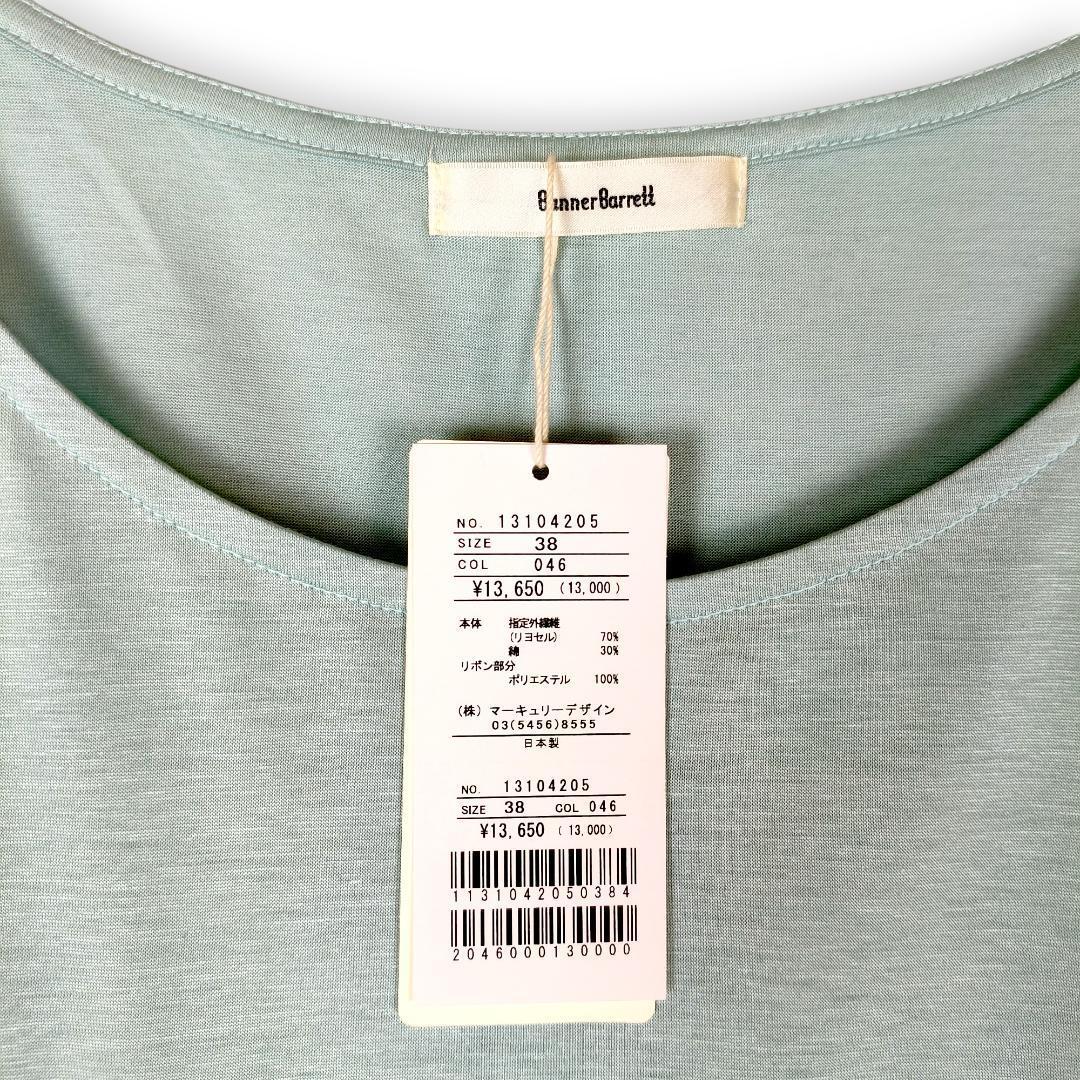 BannerBarrett
NO. 13104205
SIZE 38
COL 046
¥13,650 (13,000)
本体 指定外繊維
(リヨセル) 70%
綿 30%
リボン部分
ポリエステル 100%
(株) マーキュリーデザイン
03(5456)8555
日本製
NO. 13104205
SIZE 38 COL 046
¥13,650 (13,000)
1131042050384
2046000130000